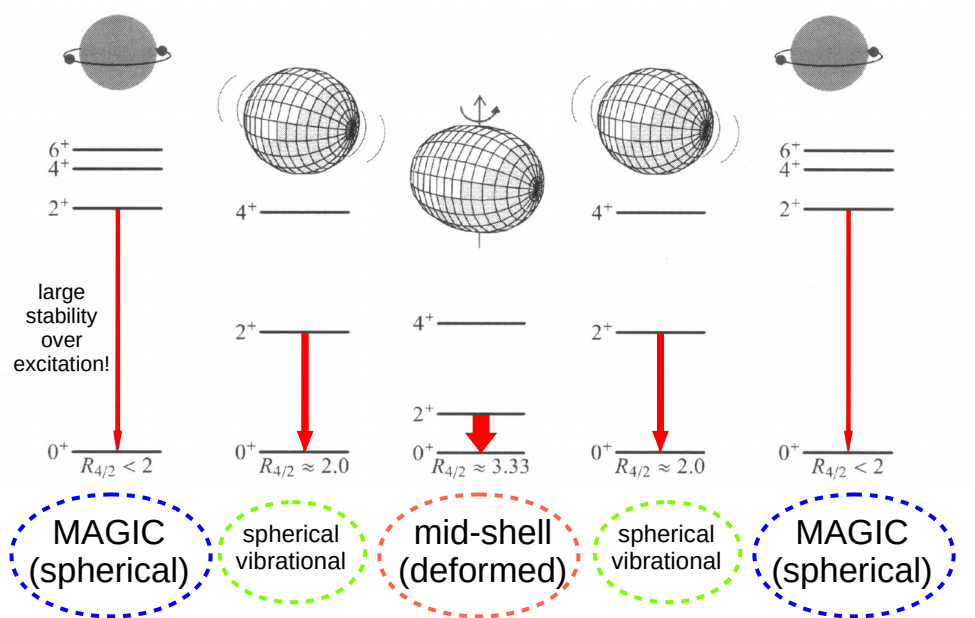 6⁺
4⁺
2⁺
large
stability
over
excitation!
0⁺
R₄/₂ < 2
4⁺
2⁺
0⁺
R₄/₂ ≈ 2.0
4⁺
2⁺
0⁺
R₄/₂ ≈ 3.33
4⁺
2⁺
0⁺
R₄/₂ ≈ 2.0
6⁺
4⁺
2⁺
0⁺
R₄/₂ < 2
MAGIC
(spherical)
spherical
vibrational
mid-shell
(deformed)
spherical
vibrational
MAGIC
(spherical)